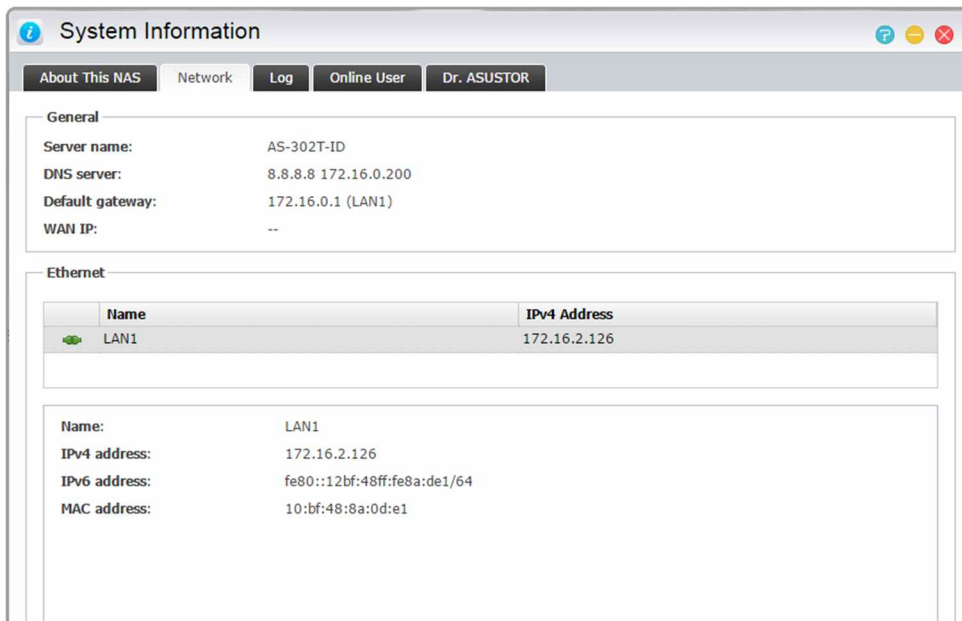 System Information
About This NAS Network Log Online User Dr. ASUSTOR
General
Server name: AS-302T-ID
DNS server: 8.8.8.8 172.16.0.200
Default gateway: 172.16.0.1 (LAN1)
WAN IP: --
Ethernet
Name IPv4 Address
LAN1 172.16.2.126
Name: LAN1
IPv4 address: 172.16.2.126
IPv6 address: fe80::12bf:48ff:fe8a:de1/64
MAC address: 10:bf:48:8a:0d:e1